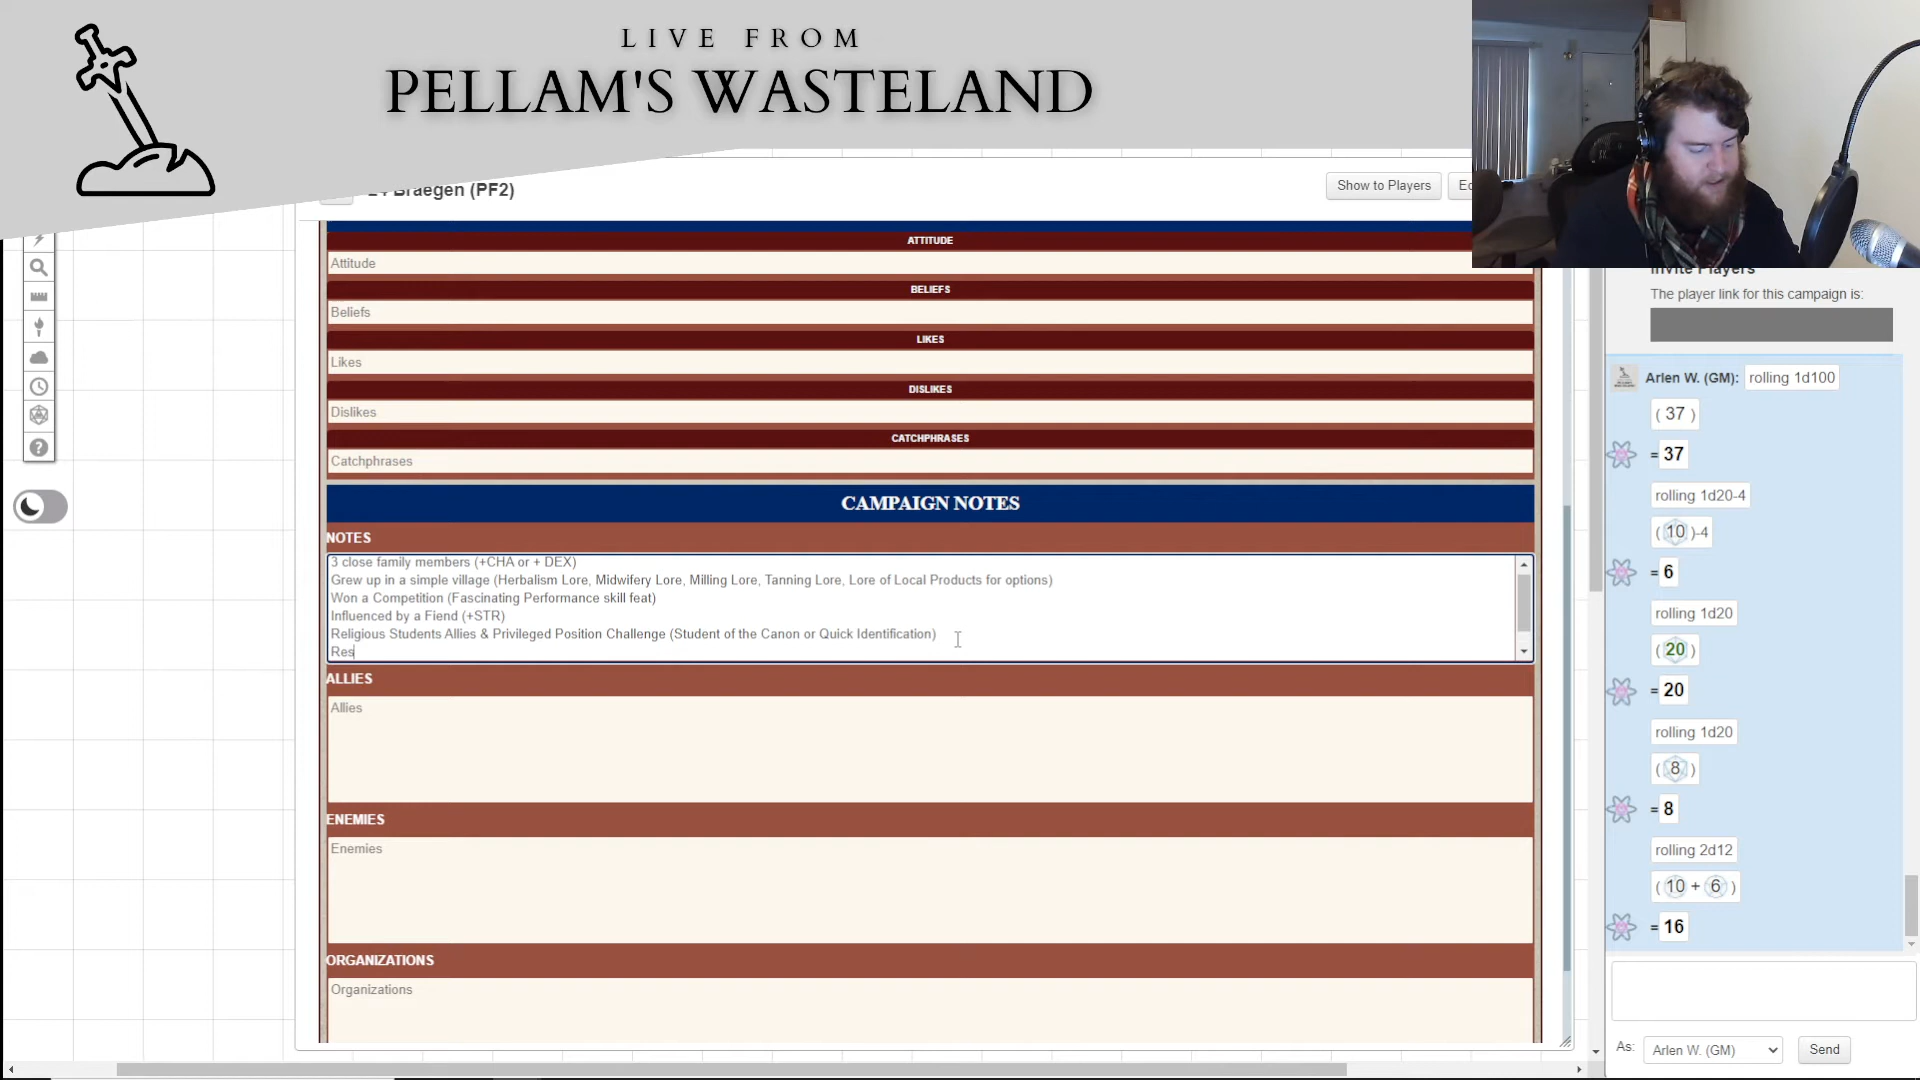 LIVE FROM
PELLAM'S WASTELAND
Braegen (PF2)
Show to Players
ATTITUDE
Attitude
BELIEFS
Beliefs
LIKES
Likes
DISLIKES
Dislikes
CATCHPHRASES
Catchphrases
CAMPAIGN NOTES
NOTES
3 close family members (+CHA or + DEX)
Grew up in a simple village (Herbalism Lore, Midwifery Lore, Milling Lore, Tanning Lore, Lore of Local Products for options)
Won a Competition (Fascinating Performance skill feat)
Influenced by a Fiend (+STR)
Religious Students Allies & Privileged Position Challenge (Student of the Canon or Quick Identification)
Res
ALLIES
Allies
ENEMIES
Enemies
ORGANIZATIONS
Organizations
Invite Players
The player link for this campaign is:
Arlen W. (GM): rolling 1d100
( 37 )
= 37
rolling 1d20-4
( 10 )-4
= 6
rolling 1d20
( 20 )
= 20
rolling 1d20
( 8 )
= 8
rolling 2d12
( 10 + 6 )
= 16
As: Arlen W. (GM) Send